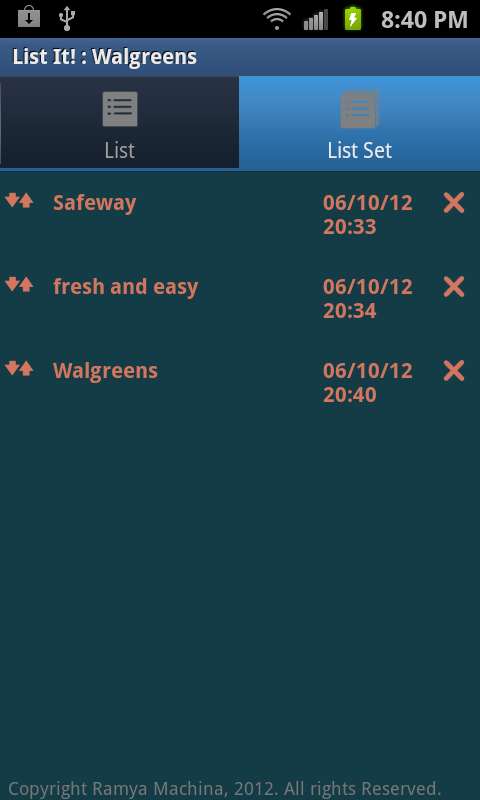 8:40 PM
List It! : Walgreens
List
List Set
Safeway 06/10/12
20:33
fresh and easy 06/10/12
20:34
Walgreens 06/10/12
20:40
Copyright Ramya Machina, 2012. All rights Reserved.